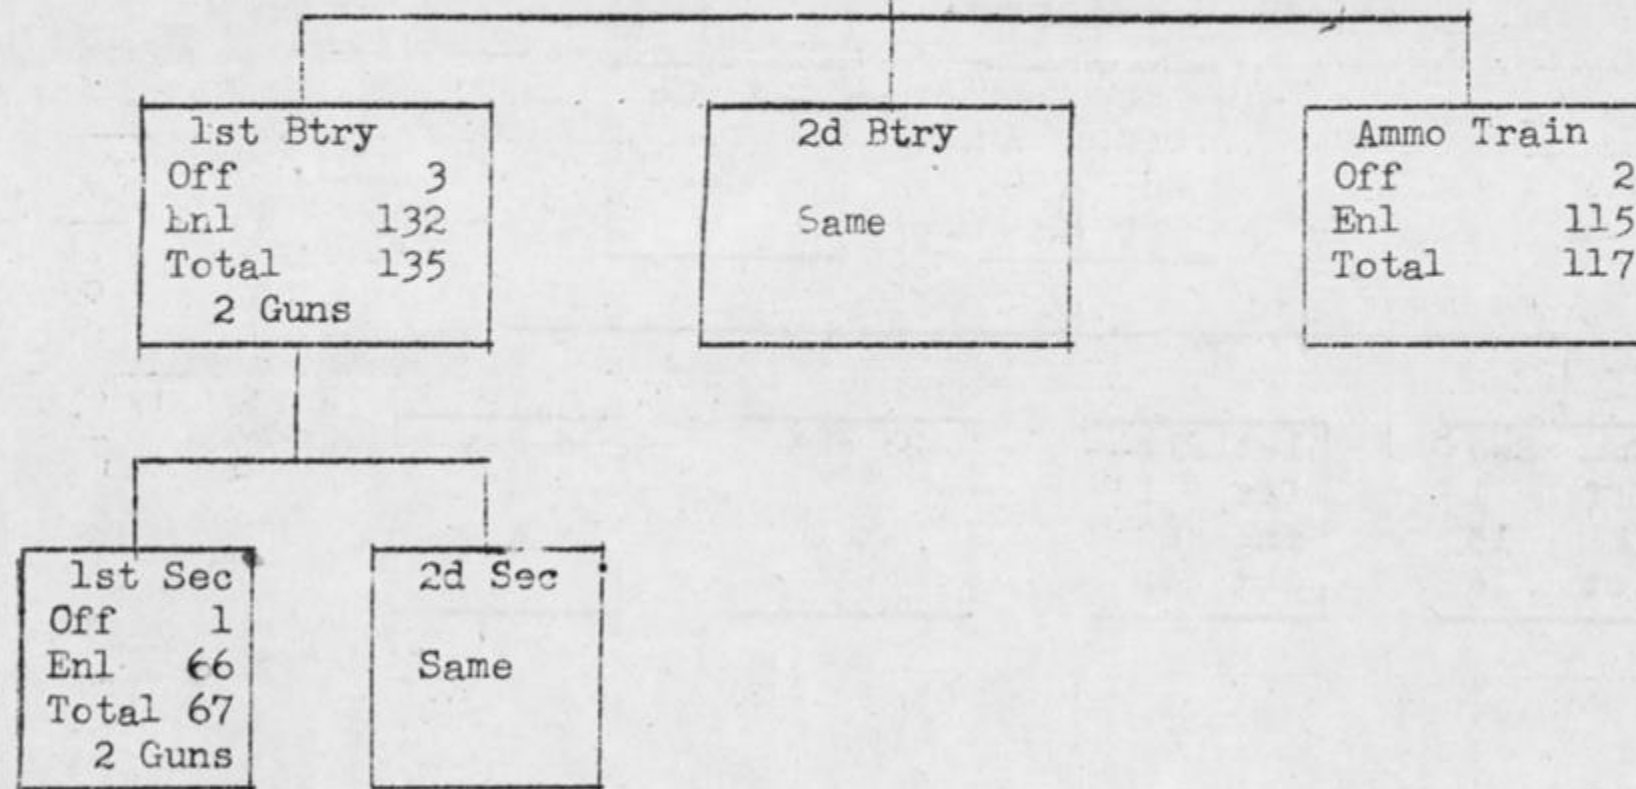 1st Btry
Off 3
Enl 132
Total 135
2 Guns
2d Btry
Same
Ammo Train
Off 2
Enl 115
Total 117
1st Sec
Off 1
Enl 66
Total 67
2 Guns
2d Sec
Same